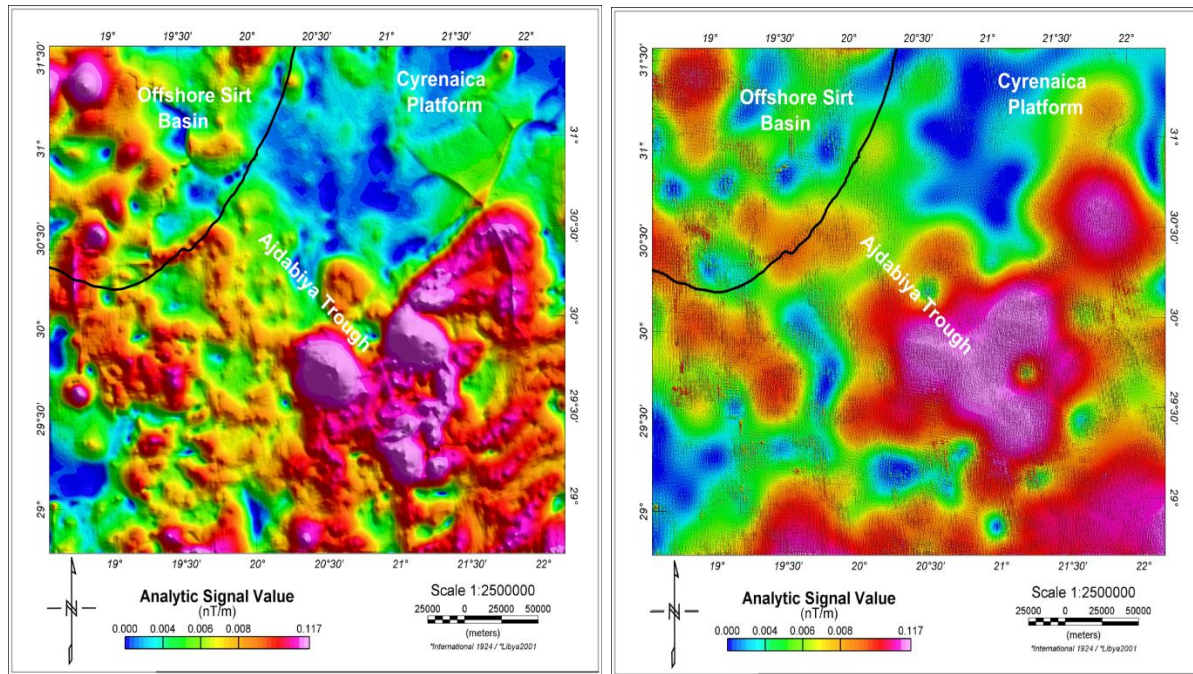 19° 19°30' 20° 20°30' 21° 21°30' 22°
31°30'
Offshore Sirt
Basin
Cyrenaica
Platform
31° 31°
30°30' 30°30'
Ajdabiya Trough
30° 30°
29°30' 29°30'
29° 29°
19° 19°30' 20° 20°30' 21° 21°30' 22°
N
Analytic Signal Value
(nT/m)
0.000 0.004 0.006 0.008 0.117
Scale 1:2500000
25000 0 25000 50000
(meters)
*International 1924 / *Libya2001
19° 19°30' 20° 20°30' 21° 21°30' 22°
31°30'
Offshore Sirt
Basin
Cyrenaica
Platform
31° 31°
30°30' 30°30'
Ajdabiya Trough
30° 30°
29°30' 29°30'
29° 29°
19° 19°30' 20° 20°30' 21° 21°30' 22°
N
Analytic Signal Value
(nT/m)
0.000 0.004 0.006 0.008 0.117
Scale 1:2500000
25000 0 25000 50000
(meters)
*International 1924 / *Libya2001